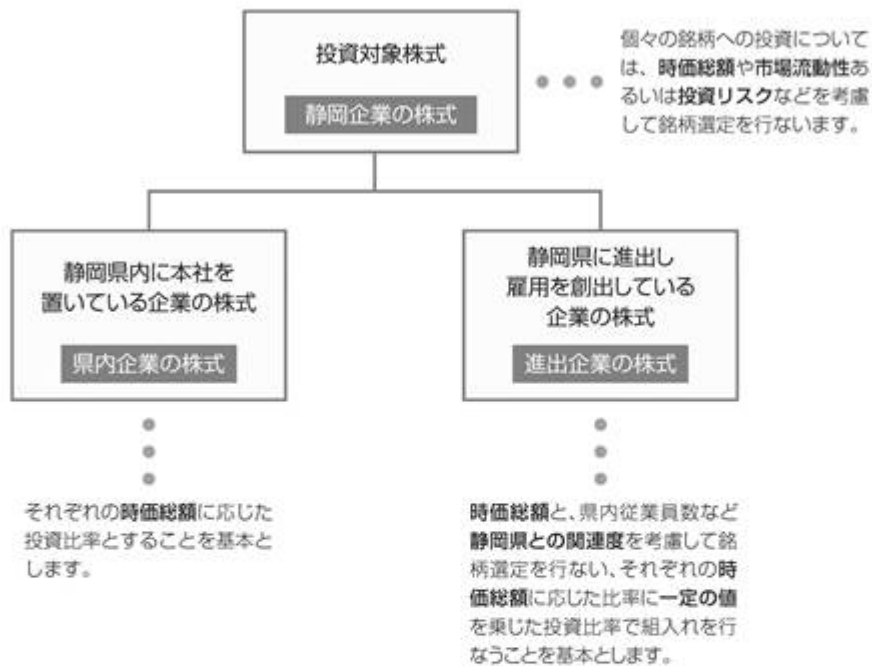 投資対象株式
静岡企業の株式
個々の銘柄への投資について
は、時価総額や市場流動性あ
るいは投資リスクなどを考慮
して銘柄選定を行ないます。
静岡県内に本社を
置いている企業の株式
県内企業の株式
それぞれの時価総額に応じた
投資比率とすることを基本と
します。
静岡県に進出し
雇用を創出している
企業の株式
進出企業の株式
時価総額と、県内従業員数など
静岡県との関連度を考慮して銘
柄選定を行ない、それぞれの時
価総額に応じた比率に一定の値
を乗じた投資比率で組入れを行
なうことを基本とします。